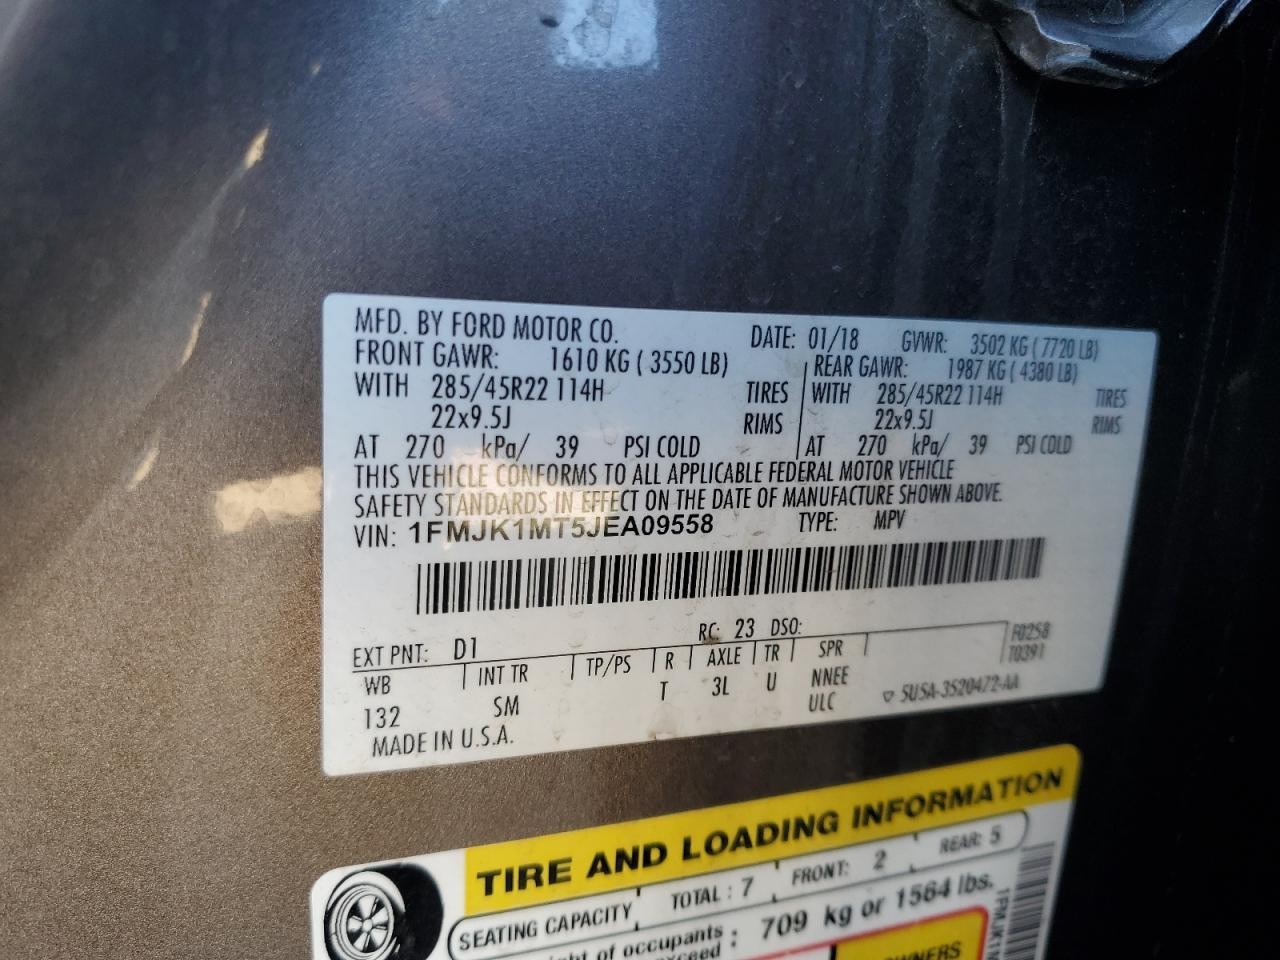 MFD. BY FORD MOTOR CO. DATE: 01/18 GVWR: 3502 KG ( 7720 LB)
FRONT GAWR: 1610 KG ( 3550 LB) REAR GAWR: 1987 KG ( 4380 LB)
WITH 285/45R22 114H TIRES WITH 285/45R22 114H TIRES
22x9.5J RIMS 22x9.5J RIMS
AT 270 kPa/ 39 PSI COLD AT 270 kPa/ 39 PSI COLD
THIS VEHICLE CONFORMS TO ALL APPLICABLE FEDERAL MOTOR VEHICLE
SAFETY STANDARDS IN EFFECT ON THE DATE OF MANUFACTURE SHOWN ABOVE.
VIN: 1FMJK1MT5JEA09558 TYPE: MPV
EXT PNT: D1 RC: 23 DSO: F0258
WB INT TR TP/PS R AXLE TR SPR T0391
132 SM T 3L U NNEE
ULC ▽ 5U5A-3520472-AA
MADE IN U.S.A.
TIRE AND LOADING INFORMATION
SEATING CAPACITY TOTAL : 7 FRONT: 2 REAR: 5
of occupants : 709 kg or 1564 lbs.